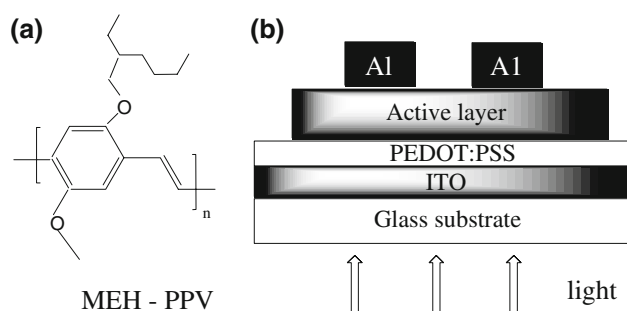 (a)
O
O
n
MEH - PPV
(b)
Al
A1
Active layer
PEDOT:PSS
ITO
Glass substrate
light